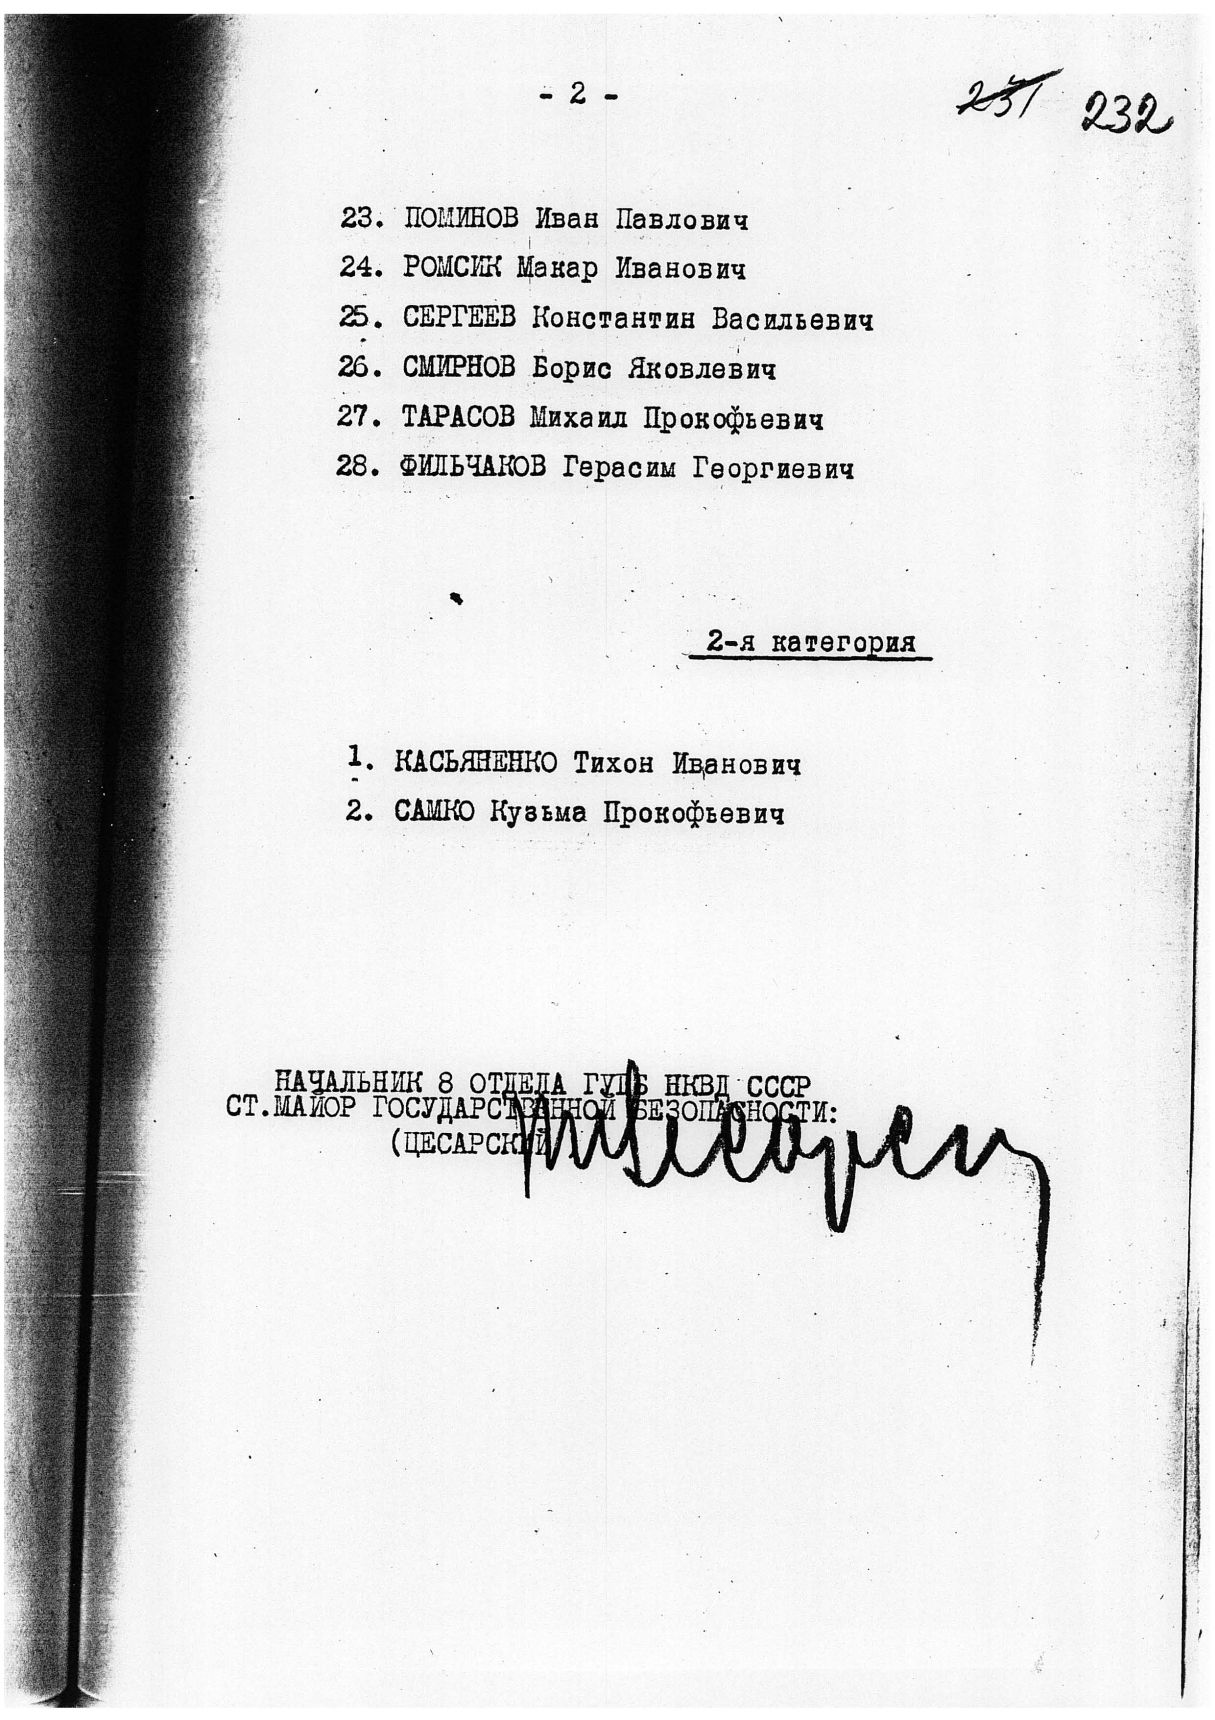 - 2 -
231 232
23. ПОМИНОВ Иван Павлович
24. РОМСИК Макар Иванович
25. СЕРГЕЕВ Константин Васильевич
26. СМИРНОВ Борис Яковлевич
27. ТАРАСОВ Михаил Прокофьевич
28. ФИЛЬЧАКОВ Герасим Георгиевич
2-я категория
1. КАСЬЯНЕНКО Тихон Иванович
2. САМКО Кузьма Прокофьевич
НАЧАЛЬНИК 8 ОТДЕЛА ГУГБ НКВД СССР
СТ.МАЙОР ГОСУДАРСТВЕННОЙ БЕЗОПАСНОСТИ:
(ЦЕСАРСКИЙ